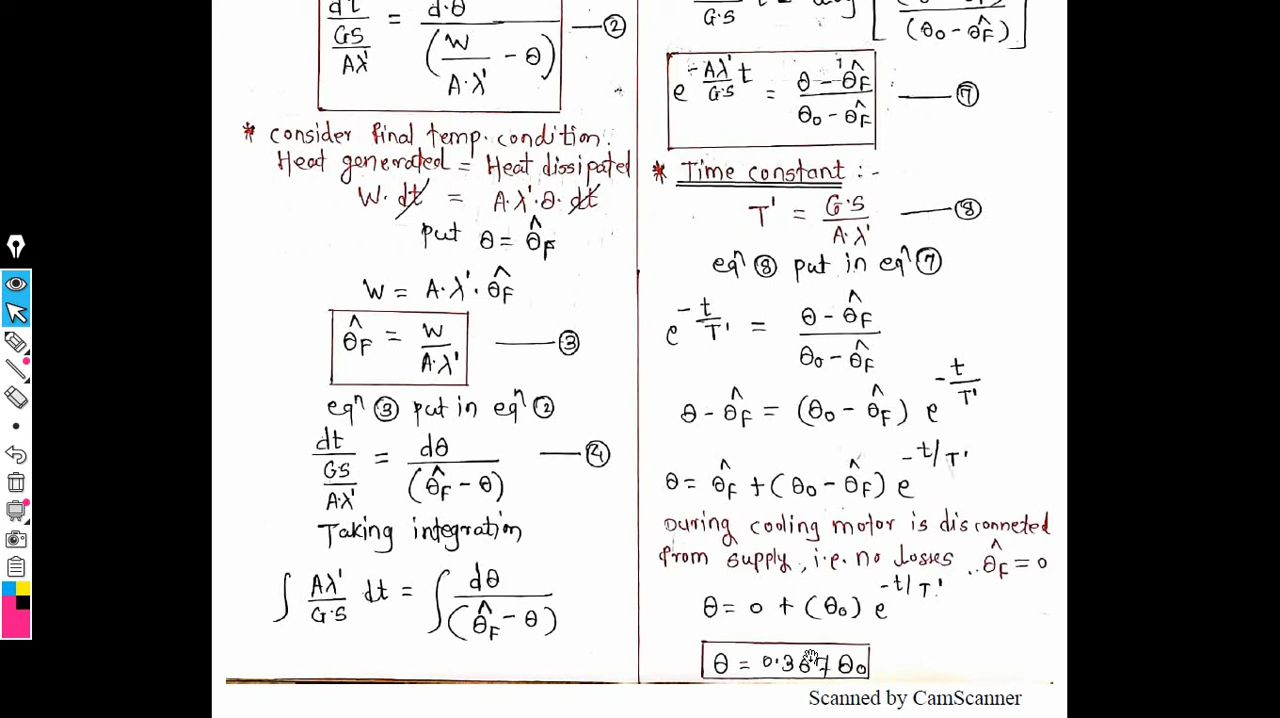 dt / (GS / Aλ') = d·θ / (W / A·λ' − θ) —②
* consider final temp. condition:
Heat generated = Heat dissipated
W·dt = A·λ'·θ·dt
put θ = θ̂F
W = A·λ'·θ̂F
θ̂F = W / A·λ' —③
eqⁿ ③ put in eqⁿ ②
dt / (GS / A·λ') = dθ / (θ̂F − θ) —④
Taking integration
∫ Aλ' / G·S dt = ∫ dθ / (θ̂F − θ)
(θ0 − θ̂F)
e^(−Aλ'/G·S t) = θ − θ̂F / θ0 − θ̂F —⑦
* Time constant :-
T' = G·S / A·λ' —⑧
eqⁿ ⑧ put in eqⁿ ⑦
e^(−t/T') = θ − θ̂F / θ0 − θ̂F
θ − θ̂F = (θ0 − θ̂F) e^(−t/T')
θ = θ̂F + (θ0 − θ̂F) e^(−t/T')
During cooling motor is disconneted
from supply, i.e. no losses ∴ θ̂F = 0
θ = 0 + (θ0) e^(−t/T')
θ = 0.367 θ0
Scanned by CamScanner